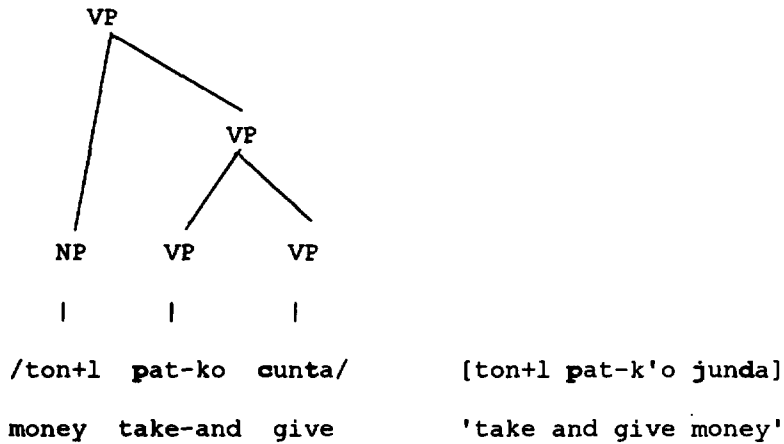 VP
VP
NP VP VP
/ton+l pat-ko cunta/ [ton+l pat-k'o junda]
money take-and give 'take and give money'